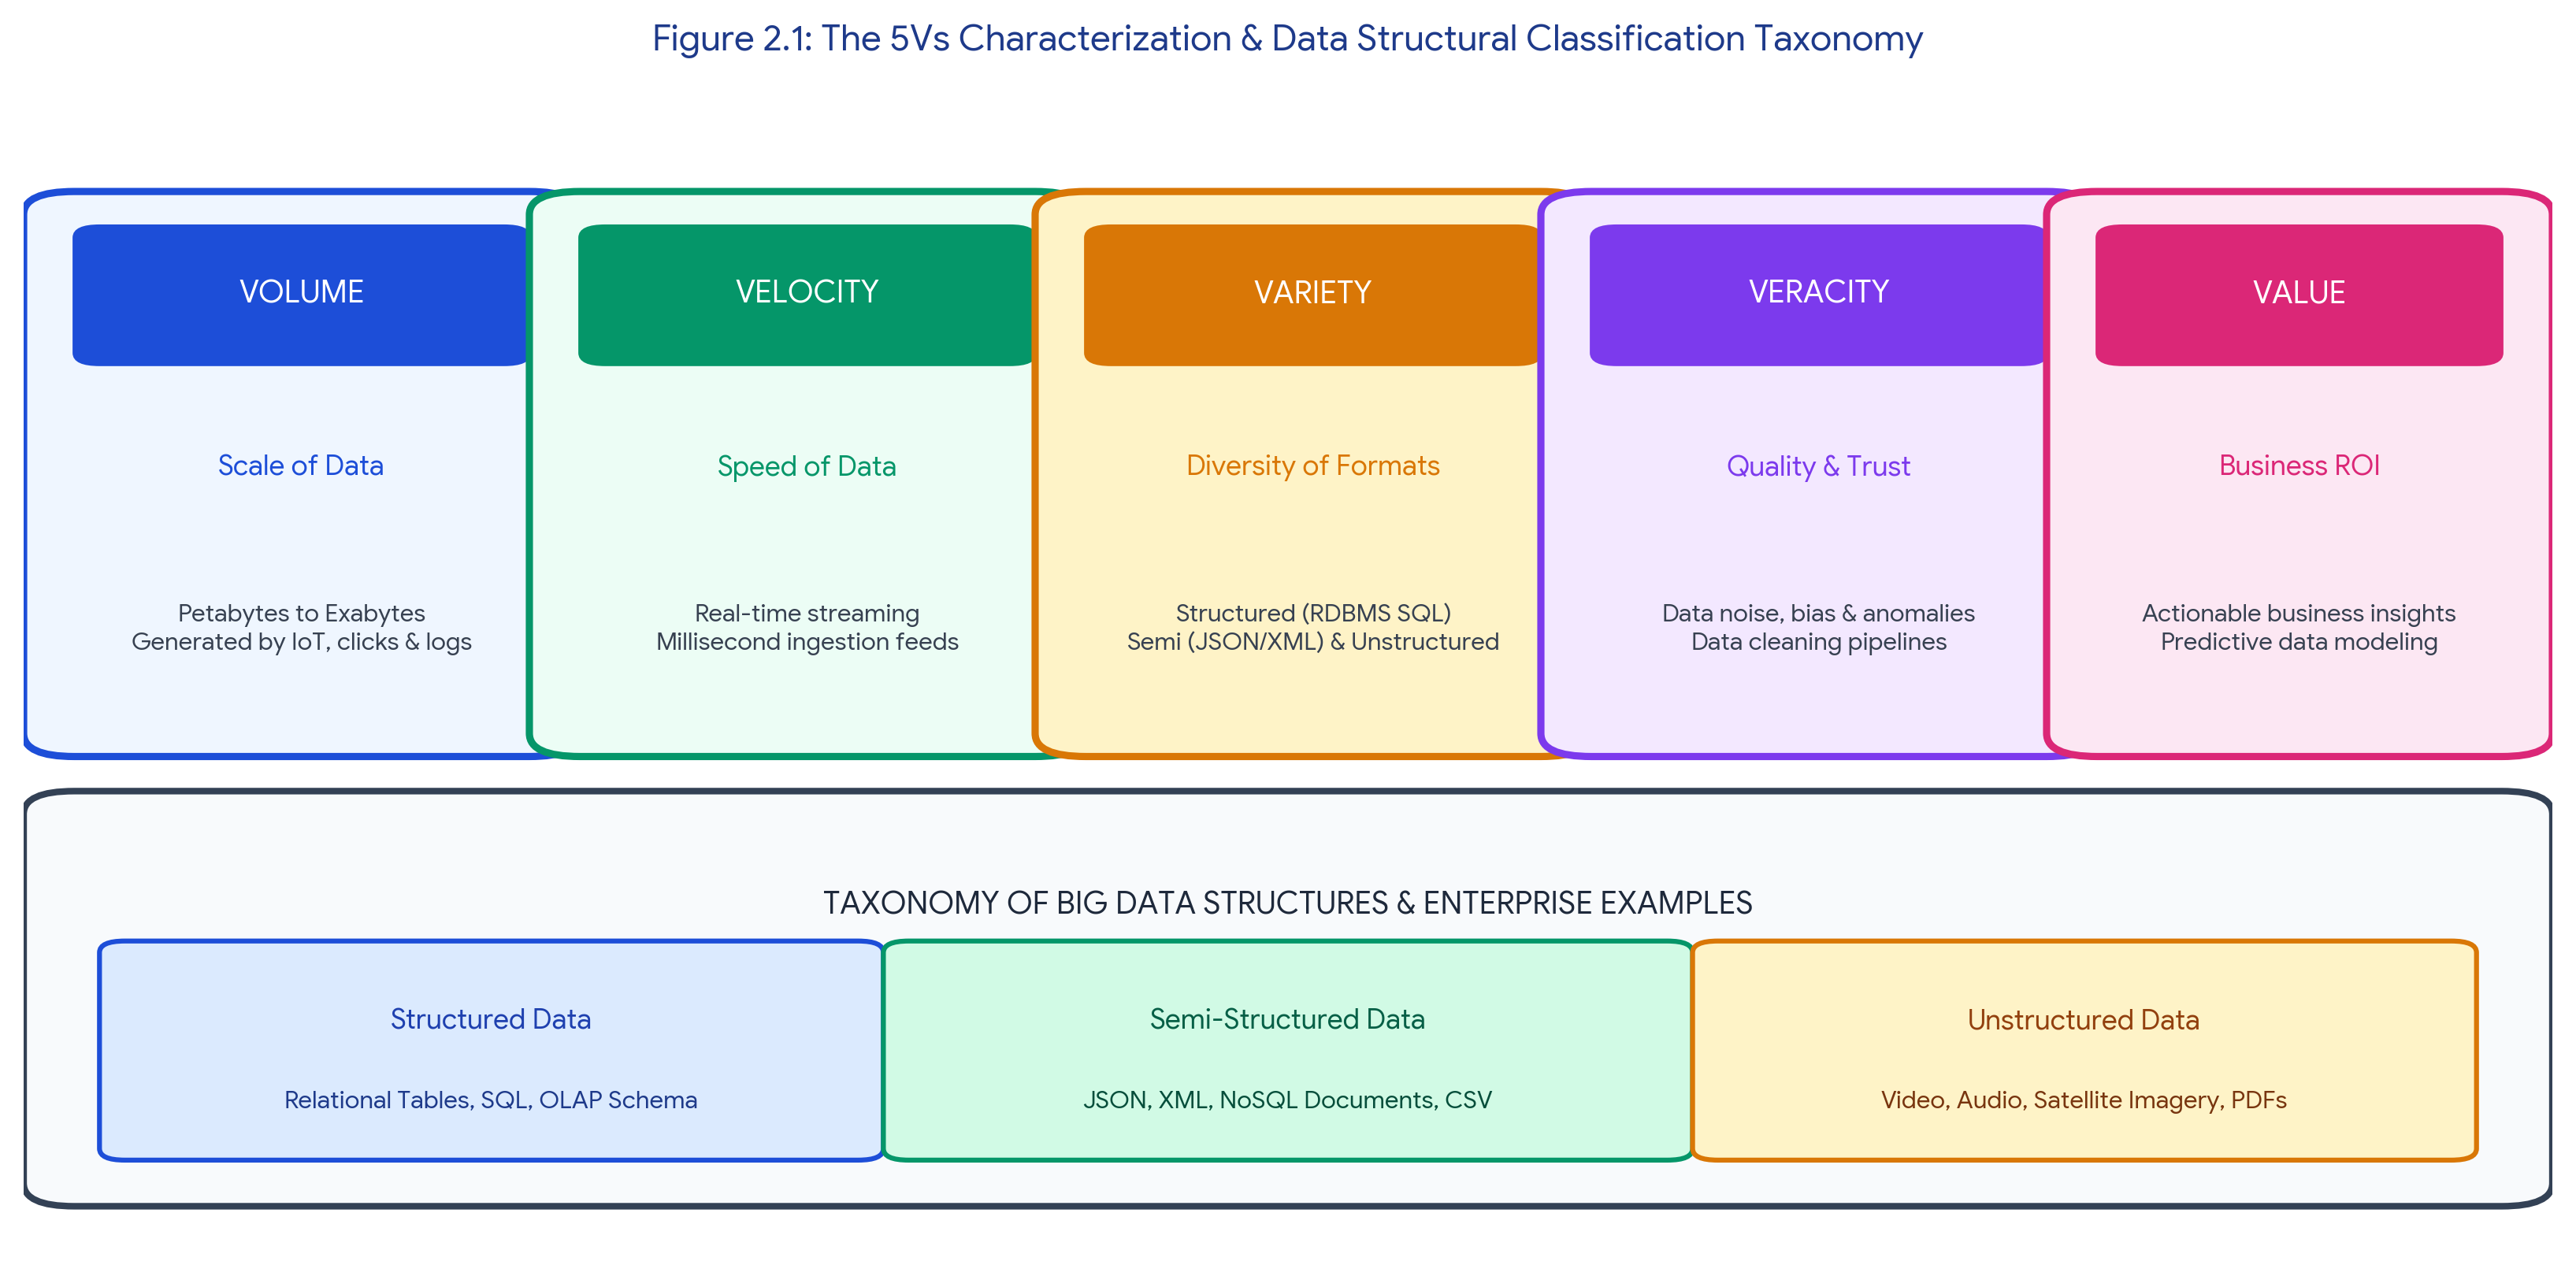 Figure 2.1: The 5Vs Characterization & Data Structural Classification Taxonomy
VOLUME
Scale of Data
Petabytes to Exabytes
Generated by IoT, clicks & logs
VELOCITY
Speed of Data
Real-time streaming
Millisecond ingestion feeds
VARIETY
Diversity of Formats
Structured (RDBMS SQL)
Semi (JSON/XML) & Unstructured
VERACITY
Quality & Trust
Data noise, bias & anomalies
Data cleaning pipelines
VALUE
Business ROI
Actionable business insights
Predictive data modeling
TAXONOMY OF BIG DATA STRUCTURES & ENTERPRISE EXAMPLES
Structured Data
Relational Tables, SQL, OLAP Schema
Semi-Structured Data
JSON, XML, NoSQL Documents, CSV
Unstructured Data
Video, Audio, Satellite Imagery, PDFs